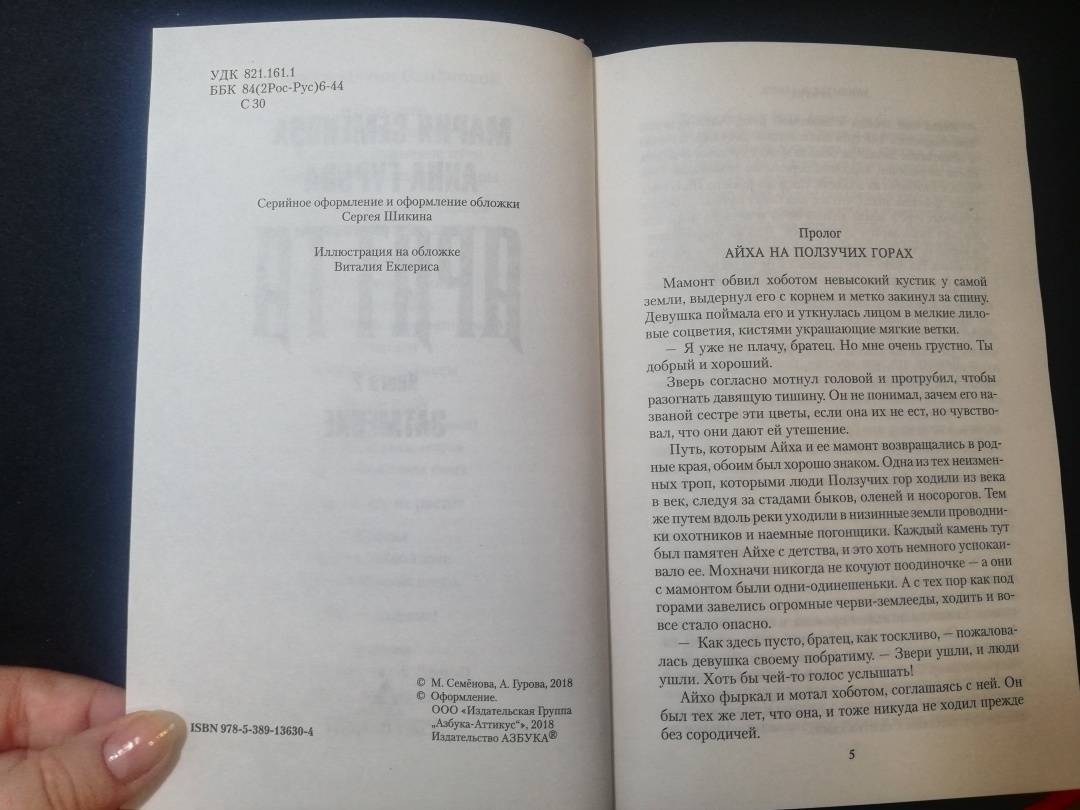 УДК 821.161.1
ББК 84(2Рос-Рус)6-44
С 30
Серийное оформление и оформление обложки
Сергея Шикина
Иллюстрация на обложке
Виталия Еклериса
© М. Семёнова, А. Гурова, 2018
© Оформление.
ООО «Издательская Группа
„Азбука-Аттикус“», 2018
Издательство АЗБУКА®
ISBN 978-5-389-13630-4
Пролог
АЙХА НА ПОЛЗУЧИХ ГОРАХ
Мамонт обвил хоботом невысокий кустик у самой
земли, выдернул его с корнем и метко закинул за спину.
Девушка поймала его и уткнулась лицом в мелкие лило-
вые соцветия, кистями украшающие мягкие ветки.
— Я уже не плачу, братец. Но мне очень грустно. Ты
добрый и хороший.
Зверь согласно мотнул головой и протрубил, чтобы
разогнать давящую тишину. Он не понимал, зачем его на-
званой сестре эти цветы, если она их не ест, но чувство-
вал, что они дают ей утешение.
Путь, которым Айха и ее мамонт возвращались в род-
ные края, обоим был хорошо знаком. Одна из тех неизмен-
ных троп, которыми люди Ползучих гор ходили из века
в век, следуя за стадами быков, оленей и носорогов. Тем
же путем вдоль реки уходили в низинные земли проводни-
ки охотников и наемные погонщики. Каждый камень тут
был памятен Айхе с детства, и это хоть немного успокаи-
вало ее. Мохначи никогда не кочуют поодиночке — а они
с мамонтом были одни-одинешеньки. А с тех пор как под
горами завелись огромные черви-землееды, ходить и во-
все стало опасно.
— Как здесь пусто, братец, как тоскливо, — пожалова-
лась девушка своему побратиму. — Звери ушли, и люди
ушли. Хоть бы чей-то голос услышать!
Айхо фыркал и мотал хоботом, соглашаясь с ней. Он
был тех же лет, что она, и тоже никогда не ходил прежде
без сородичей.
5